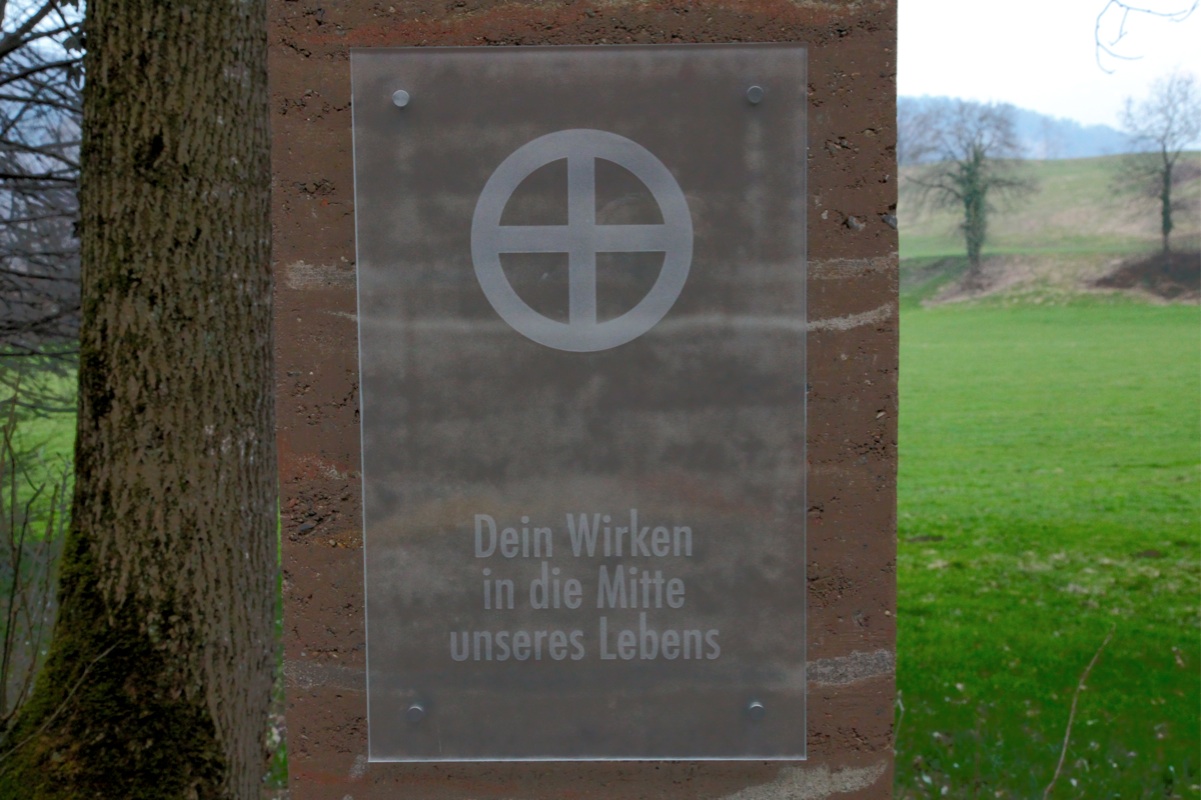 Dein Wirken
in die Mitte
unseres Lebens